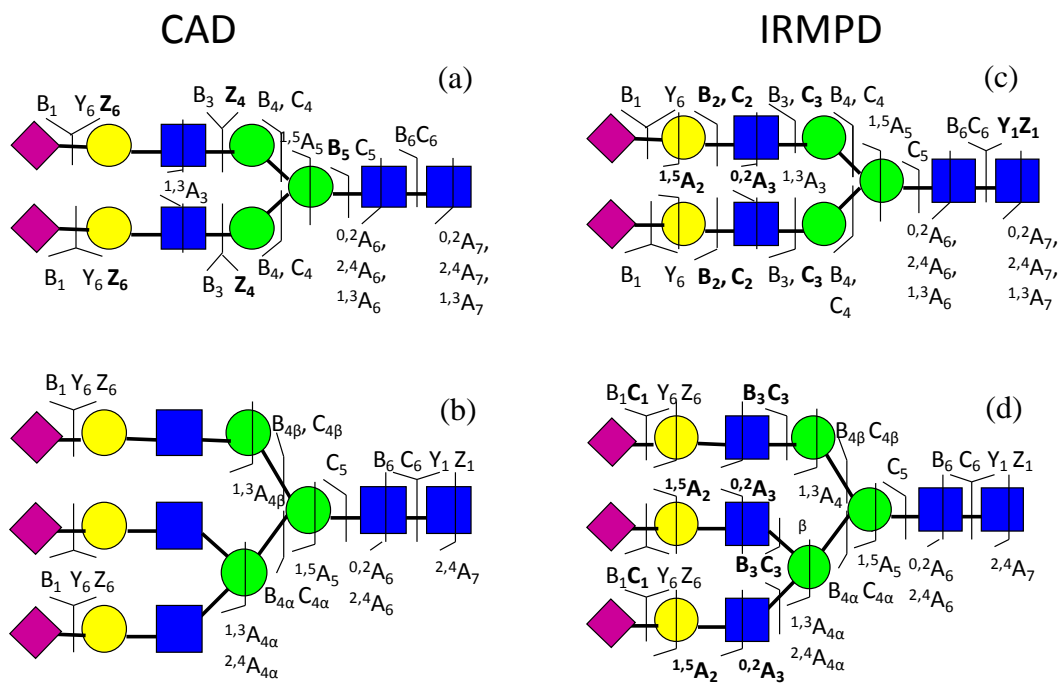 CAD
IRMPD
(a)
B₁ Y₆ Z₆ B₃ Z₄ B₄, C₄
¹,³A₃ ¹,⁵A₅ B₅ C₅ B₆C₆
B₁ Y₆ Z₆ B₃ Z₄ B₄, C₄
⁰,²A₆,
²,⁴A₆,
¹,³A₆
⁰,²A₇,
²,⁴A₇,
¹,³A₇
(c)
B₁ Y₆ B₂, C₂ B₃, C₃ B₄, C₄
¹,⁵A₅ B₆C₆ Y₁Z₁
¹,⁵A₂ ⁰,²A₃ ¹,³A₃ C₅
B₁ Y₆ B₂, C₂ B₃, C₃ B₄,
C₄
⁰,²A₆,
²,⁴A₆,
¹,³A₆
⁰,²A₇,
²,⁴A₇,
¹,³A₇
(b)
B₁ Y₆ Z₆
B₄ᵦ, C₄ᵦ
¹,³A₄ᵦ C₅ B₆ C₆ Y₁ Z₁
¹,⁵A₅ ⁰,²A₆ ²,⁴A₇
²,⁴A₆
B₁ Y₆ Z₆ B₄α C₄α
¹,³A₄α
²,⁴A₄α
(d)
B₁C₁ Y₆ Z₆ B₃C₃
B₄ᵦ C₄ᵦ
¹,⁵A₂ ⁰,²A₃ ¹,³A₄ C₅ B₆ C₆ Y₁ Z₁
β
B₃C₃ ¹,⁵A₅ ⁰,²A₆ ²,⁴A₇
²,⁴A₆
B₁C₁ Y₆ Z₆ B₄α C₄α
¹,³A₄α
²,⁴A₄α
¹,⁵A₂ ⁰,²A₃